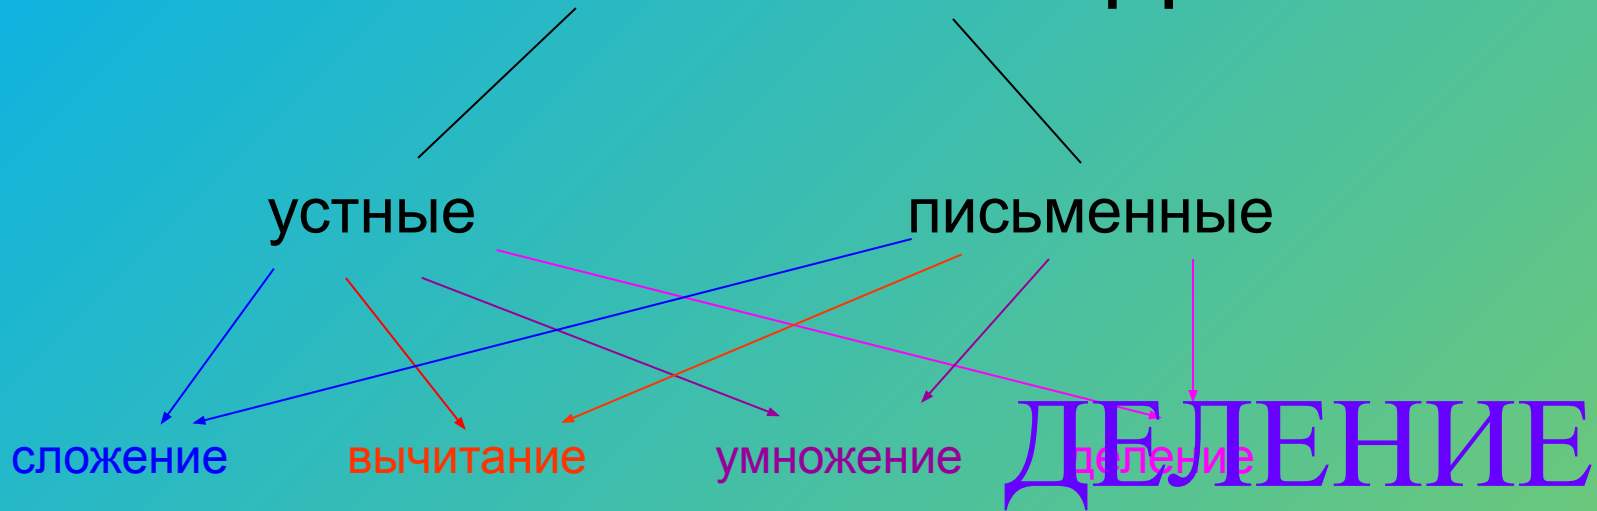 устные письменные
сложение вычитание умножение деление
ДЕЛЕНИЕ